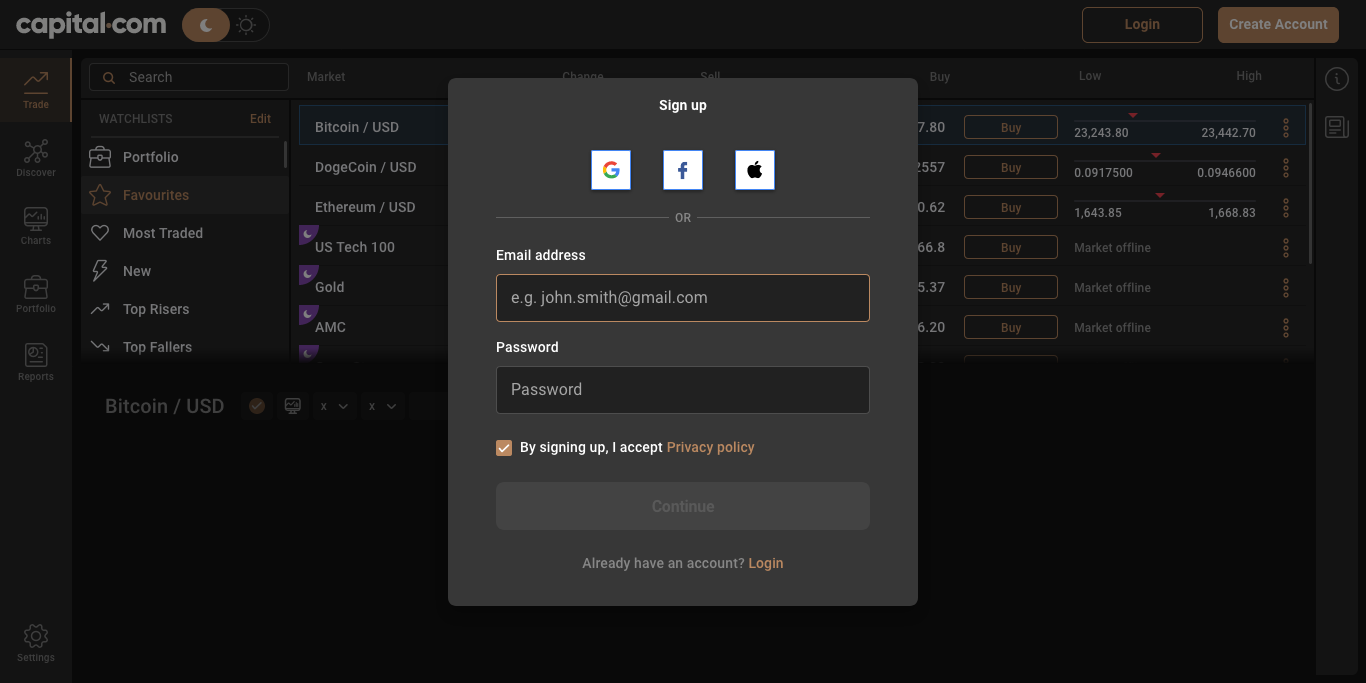 capital.com
Login
Create Account
Trade
Discover
Charts
Portfolio
Reports
Settings
Search
WATCHLISTS Edit
Portfolio
Favourites
Most Traded
New
Top Risers
Top Fallers
Market Change Sell Buy Low High
Bitcoin / USD 7.80 Buy 23,243.80 23,442.70
DogeCoin / USD 2557 Buy 0.0917500 0.0946600
Ethereum / USD 0.62 Buy 1,643.85 1,668.83
US Tech 100 66.8 Buy Market offline
Gold 5.37 Buy Market offline
AMC 6.20 Buy Market offline
Bitcoin / USD
x x
Sign up
OR
Email address
e.g. john.smith@gmail.com
Password
Password
By signing up, I accept Privacy policy
Continue
Already have an account? Login